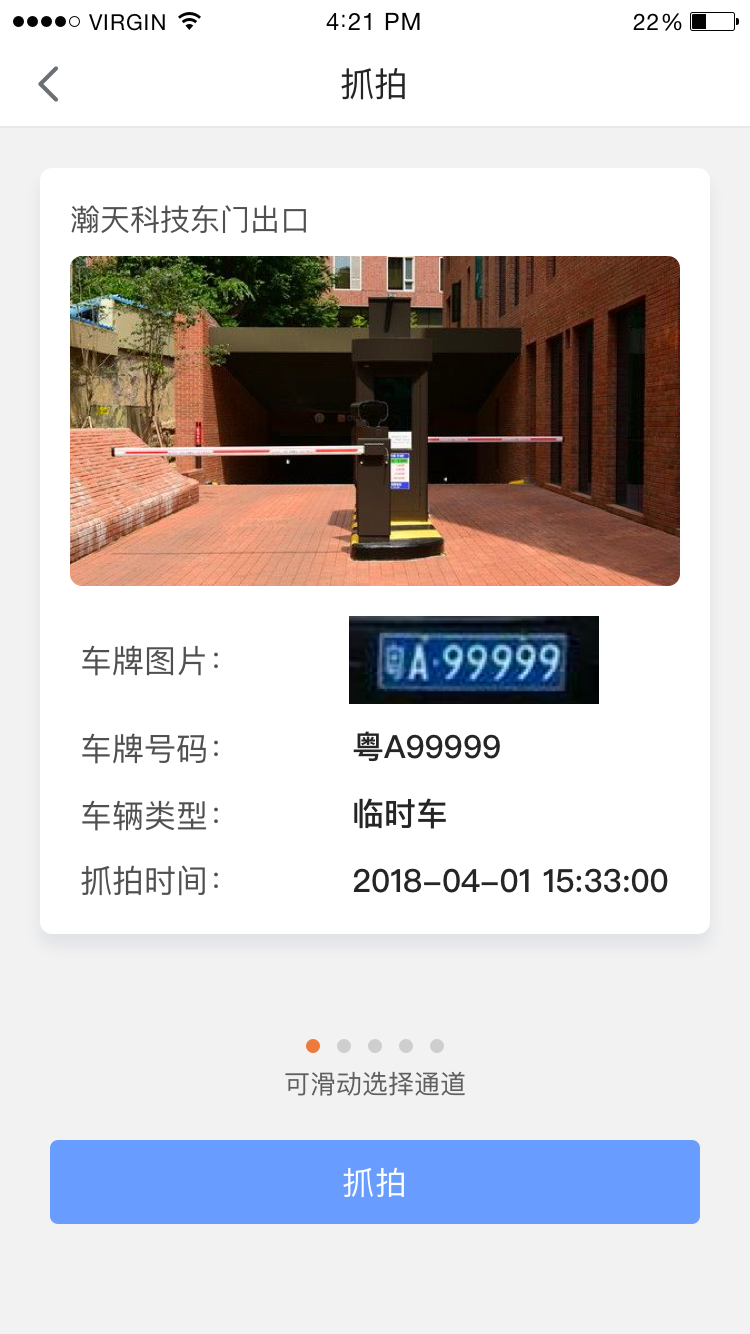 VIRGIN 4:21 PM 22%
抓拍
瀚天科技东门出口
车牌图片: 粤A·99999
车牌号码: 粤A99999
车辆类型: 临时车
抓拍时间: 2018–04–01 15:33:00
可滑动选择通道
抓拍